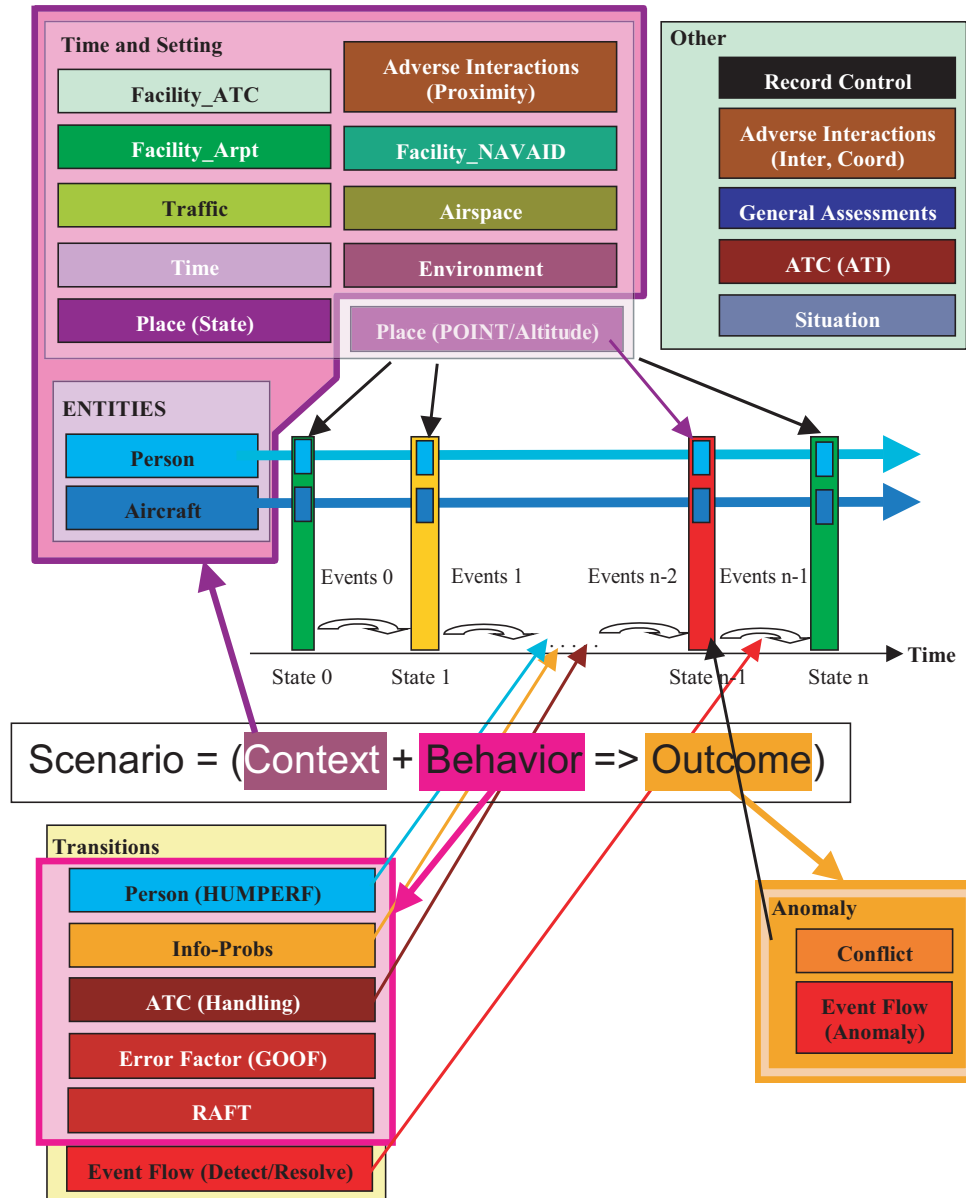 Time and Setting
Facility_ATC
Facility_Arpt
Traffic
Time
Place (State)
Adverse Interactions
(Proximity)
Facility_NAVAID
Airspace
Environment
Place (POINT/Altitude)
Other
Record Control
Adverse Interactions
(Inter, Coord)
General Assessments
ATC (ATI)
Situation
ENTITIES
Person
Aircraft
Events 0
Events 1
Events n-2
Events n-1
. . . . .
Time
State 0
State 1
State n-1
State n
Scenario = (Context + Behavior => Outcome)
Transitions
Person (HUMPERF)
Info-Probs
ATC (Handling)
Error Factor (GOOF)
RAFT
Event Flow (Detect/Resolve)
Anomaly
Conflict
Event Flow
(Anomaly)